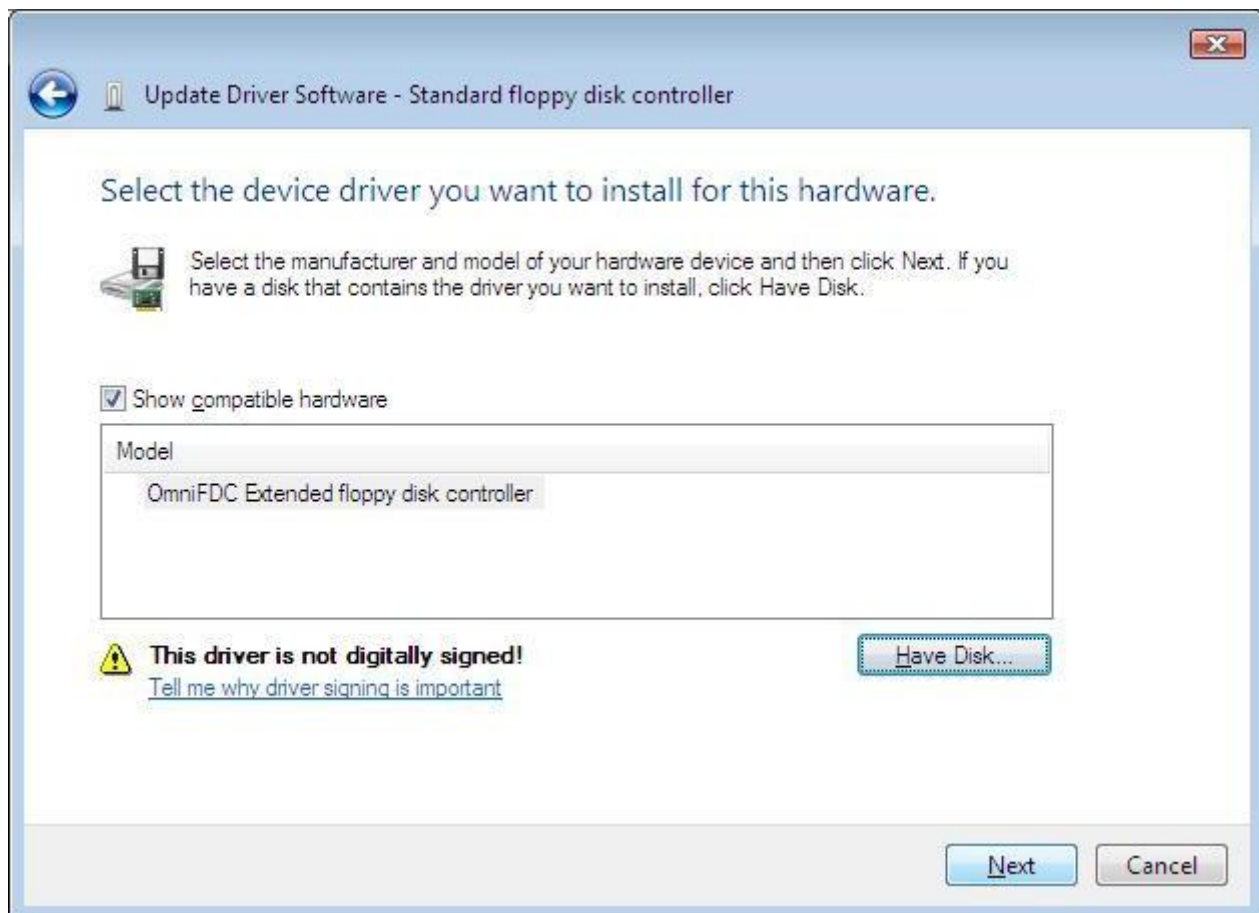 Update Driver Software - Standard floppy disk controller
Select the device driver you want to install for this hardware.
Select the manufacturer and model of your hardware device and then click Next. If you
have a disk that contains the driver you want to install, click Have Disk.
Show compatible hardware
Model
OmniFDC Extended floppy disk controller
This driver is not digitally signed!
Have Disk...
Tell me why driver signing is important
Next
Cancel